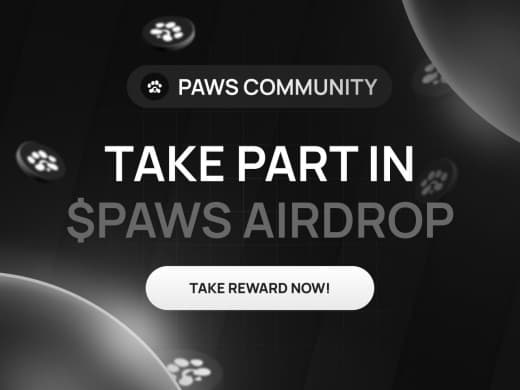 PAWS COMMUNITY
TAKE PART IN
$PAWS AIRDROP
TAKE REWARD NOW!